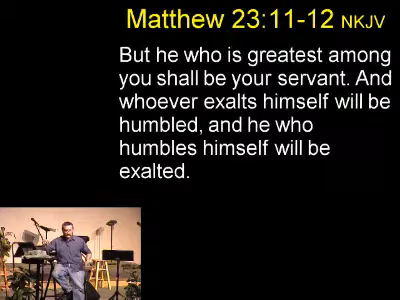 Matthew 23:11-12 NKJV
But he who is greatest among
you shall be your servant. And
whoever exalts himself will be
humbled, and he who
humbles himself will be
exalted.